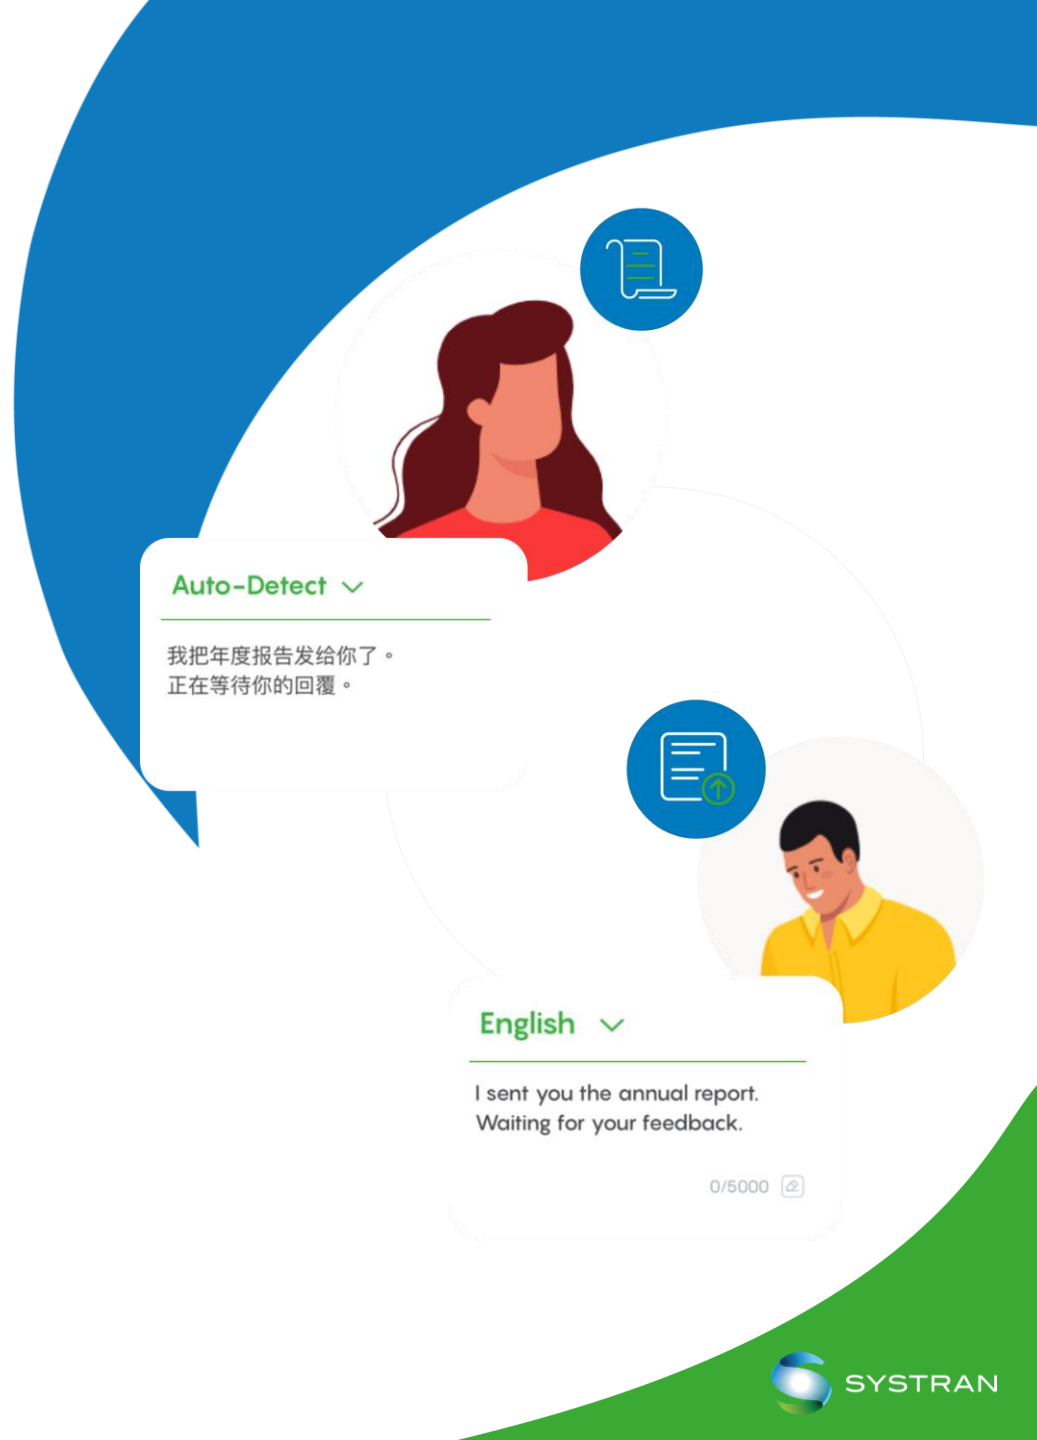 Auto-Detect
我把年度报告发给你了。
正在等待你的回覆。
English
I sent you the annual report.
Waiting for your feedback.
0/5000
SYSTRAN